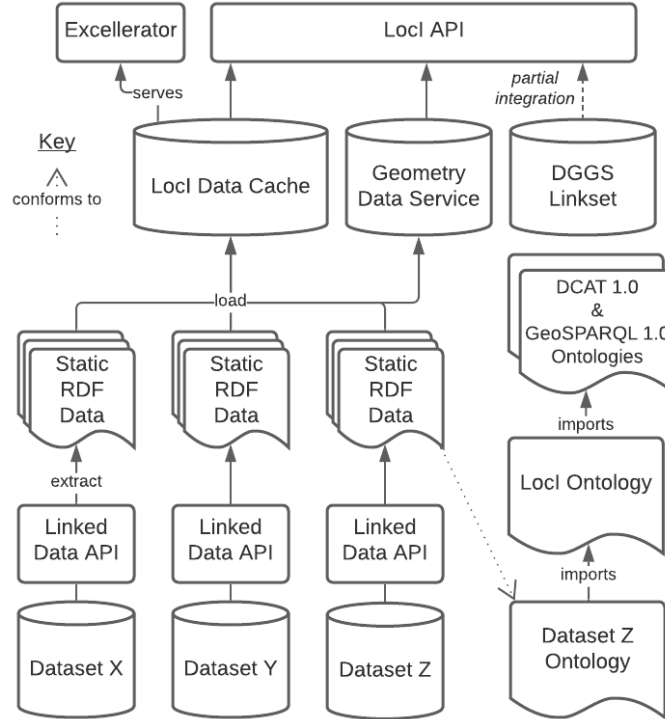 Excellerator
LocI API
serves
partial
integration
Key
conforms to
LocI Data Cache
Geometry
Data Service
DGGS
Linkset
load
DCAT 1.0
&
GeoSPARQL 1.0
Ontologies
Static
RDF
Data
Static
RDF
Data
Static
RDF
Data
imports
extract
LocI Ontology
Linked
Data API
Linked
Data API
Linked
Data API
imports
Dataset X
Dataset Y
Dataset Z
Dataset Z
Ontology